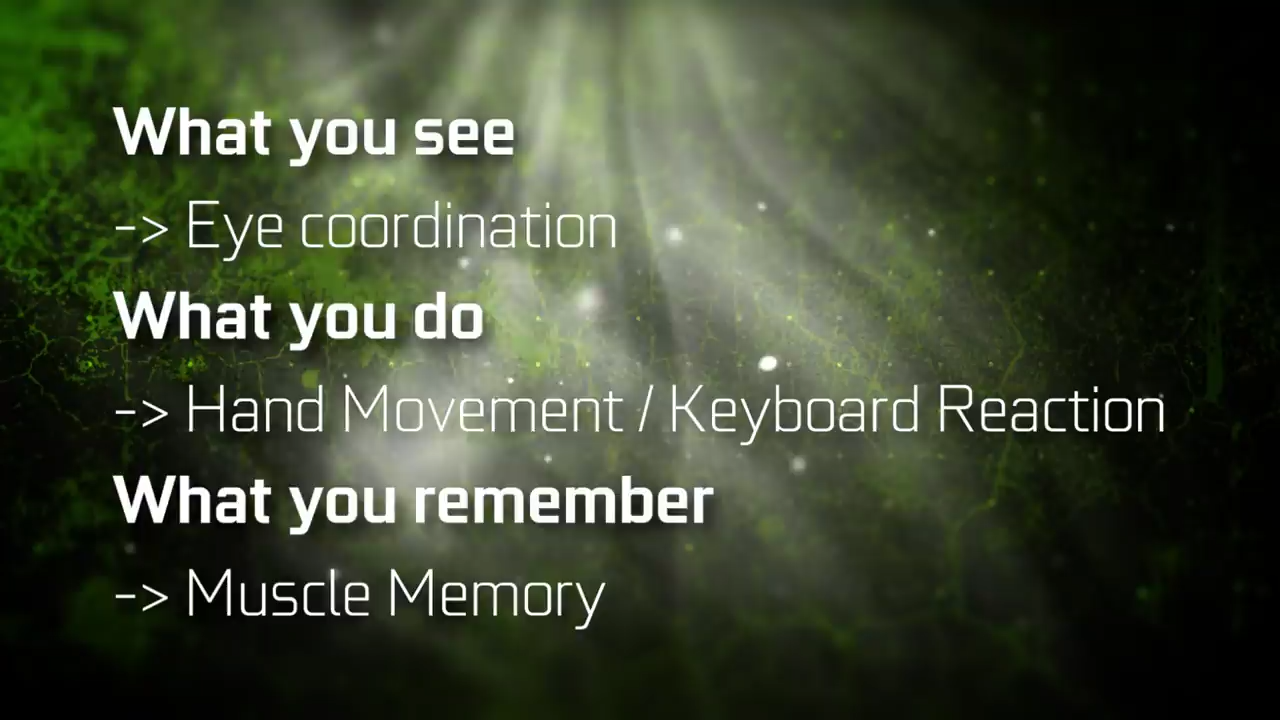 What you see
-> Eye coordination
What you do
-> Hand Movement / Keyboard Reaction
What you remember
-> Muscle Memory